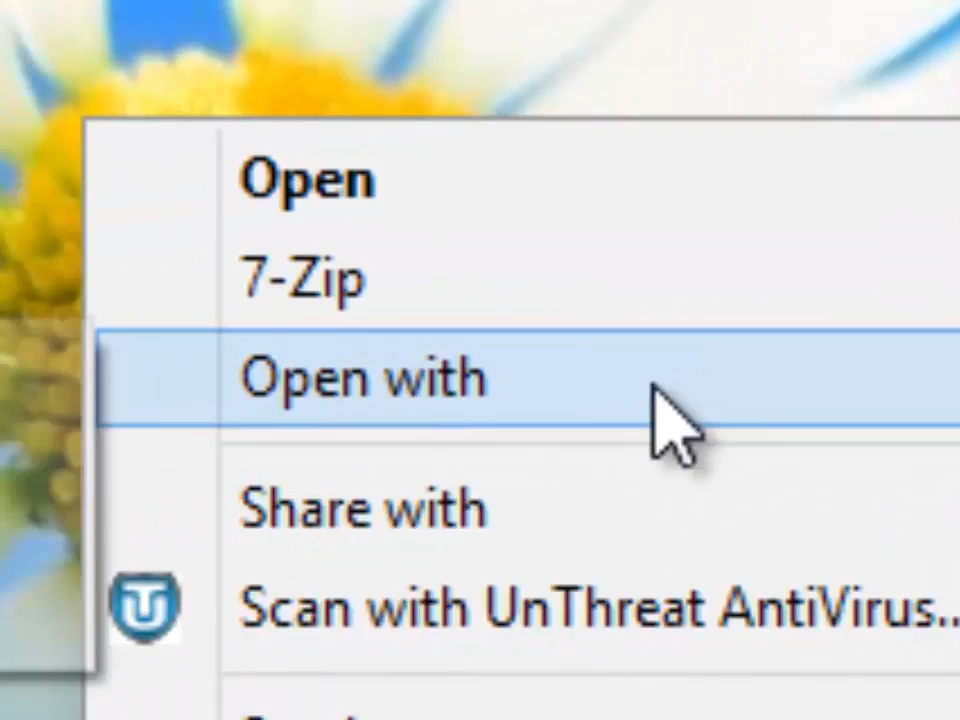 Open
7-Zip
Open with
Share with
Scan with UnThreat AntiVirus..